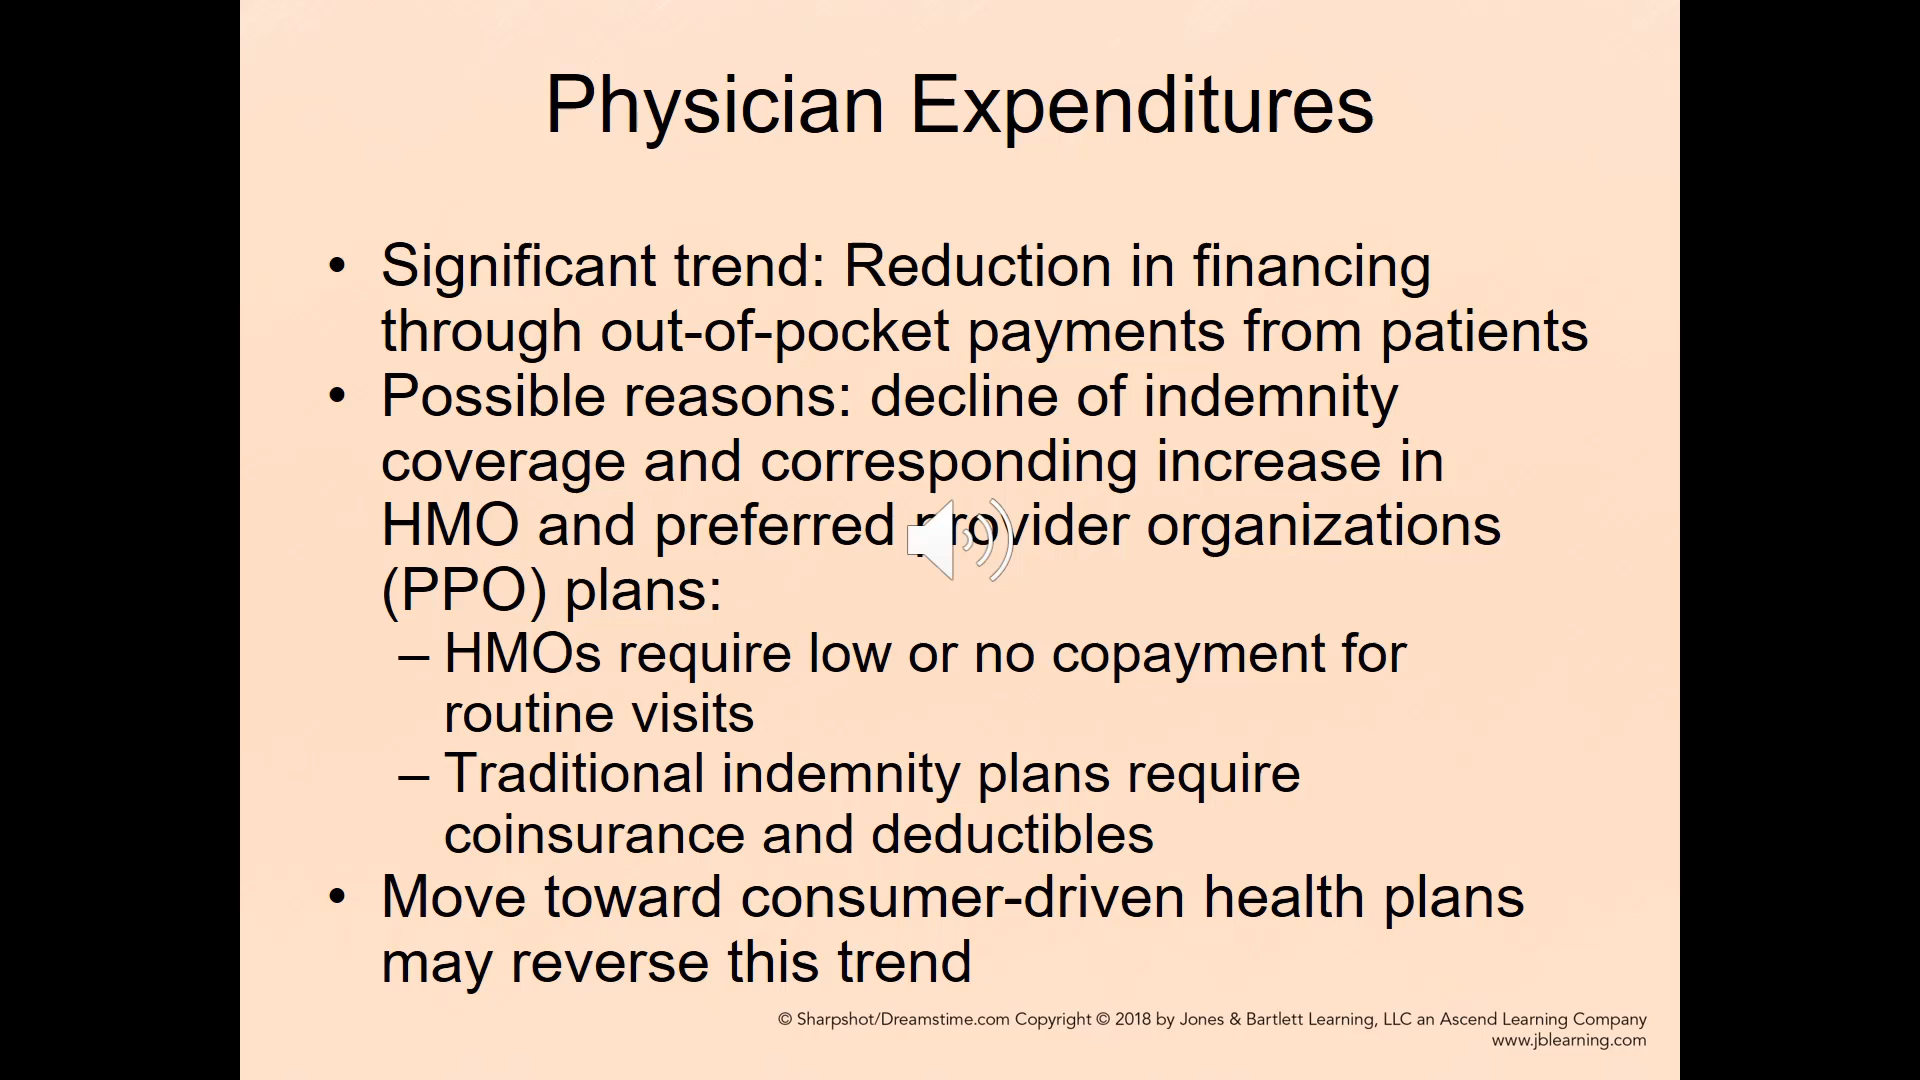 Physician Expenditures
• Significant trend: Reduction in financing
through out-of-pocket payments from patients
• Possible reasons: decline of indemnity
coverage and corresponding increase in
HMO and preferred provider organizations
(PPO) plans:
– HMOs require low or no copayment for
routine visits
– Traditional indemnity plans require
coinsurance and deductibles
• Move toward consumer-driven health plans
may reverse this trend
© Sharpshot/Dreamstime.com Copyright © 2018 by Jones & Bartlett Learning, LLC an Ascend Learning Company
www.jblearning.com